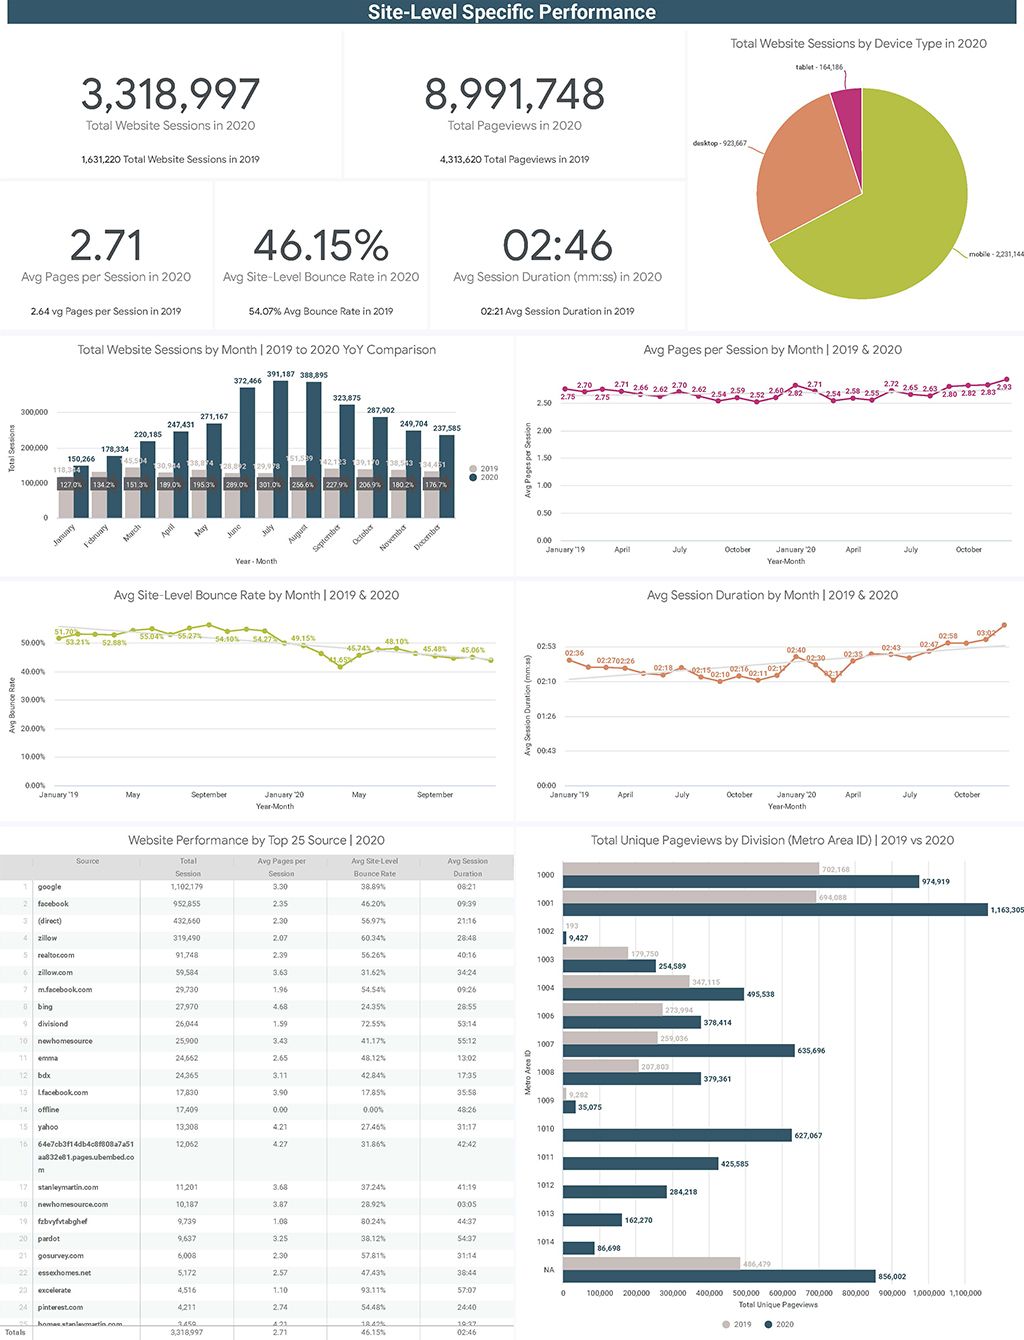 Site-Level Specific Performance
3,318,997
Total Website Sessions in 2020
1,631,220 Total Website Sessions in 2019
8,991,748
Total Pageviews in 2020
4,313,620 Total Pageviews in 2019
2.71
Avg Pages per Session in 2020
2.64 vg Pages per Session in 2019
46.15%
Avg Site-Level Bounce Rate in 2020
54.07% Avg Bounce Rate in 2019
02:46
Avg Session Duration (mm:ss) in 2020
02:21 Avg Session Duration in 2019
Total Website Sessions by Device Type in 2020
tablet - 164,186
desktop - 923,667
mobile - 2,231,144
Total Website Sessions by Month | 2019 to 2020 YoY Comparison
Total Sessions
300,000
200,000
100,000
0
150,266 178,334 220,185 247,431 271,167 372,466 391,187 388,895 323,875 287,902 249,704 237,585
127.0% 134.2% 151.3% 189.0% 195.3% 289.0% 301.0% 256.6% 227.9% 206.9% 180.2% 176.7%
January February March April May June July August September October November December
Year - Month
2019
2020
Avg Pages per Session by Month | 2019 & 2020
Avg Pages per Session
2.50
2.00
1.50
1.00
0.50
0.00
2.75 2.70 2.75 2.71 2.66 2.62 2.70 2.62 2.54 2.59 2.52 2.60 2.82 2.71 2.54 2.58 2.55 2.72 2.65 2.63 2.80 2.82 2.83 2.93
January '19 April July October January '20 April July October
Year-Month
Avg Site-Level Bounce Rate by Month | 2019 & 2020
Avg Bounce Rate
50.00%
40.00%
30.00%
20.00%
10.00%
0.00%
51.70% 53.21% 52.88% 55.04% 55.27% 54.10% 54.27% 49.15% 41.65% 45.74% 48.10% 45.48% 45.06%
January '19 May September January '20 May September
Year-Month
Avg Session Duration by Month | 2019 & 2020
Avg Session Duration (mm:ss)
02:53
02:10
01:26
00:43
00:00
02:36 02:27 02:26 02:18 02:15 02:10 02:16 02:11 02:40 02:30 02:11 02:35 02:43 02:47 02:58
January '19 April July October January '20 April July October
Year-Month
Website Performance by Top 25 Source | 2020
Source Total Session Avg Pages per Session Avg Site-Level Bounce Rate Avg Session Duration
1 google 1,102,179 3.30 38.89% 08:21
2 facebook 952,855 2.35 46.20% 09:39
3 (direct) 432,660 2.30 56.97% 21:16
4 zillow 319,490 2.07 60.34% 28:48
5 realtor.com 91,748 2.39 56.26% 40:16
6 zillow.com 59,584 3.63 31.62% 34:24
7 m.facebook.com 29,730 1.96 54.54% 09:26
8 bing 27,970 4.68 24.35% 28:55
9 divisiond 26,044 1.59 72.55% 53:14
10 newhomesource 25,900 3.43 41.17% 55:12
11 emma 24,662 2.65 48.12% 13:02
12 bdx 24,365 3.11 42.84% 17:35
13 l.facebook.com 17,830 3.90 17.85% 35:58
14 offline 17,409 0.00 0.00% 48:26
15 yahoo 13,308 4.21 27.46% 31:17
16 64e7cb3f14db4c8f808a7a51 12,062 4.27 31.86% 42:42
aa832e81.pages.ubembed.co
m
17 stanleymartin.com 11,201 3.68 37.24% 41:19
18 newhomesource.com 10,187 3.87 28.92% 03:05
19 fzbvyfvtabghef 9,739 1.08 80.24% 44:37
20 pardot 9,637 3.25 38.12% 54:37
21 gosurvey.com 6,008 2.30 57.81% 31:14
22 essexhomes.net 5,172 2.57 47.43% 38:44
23 excelerate 4,516 1.10 93.11% 57:07
24 pinterest.com 4,211 2.74 54.48% 24:40
25 homes.stanleymartin.com 3,459 4.21 18.42% 19:37
Totals 3,318,997 2.71 46.15% 02:46
Total Unique Pageviews by Division (Metro Area ID) | 2019 vs 2020
Metro Area ID
1000 702,168 974,919
1001 694,088 1,163,305
1002 193 9,427
1003 179,750 254,589
1004 347,115 495,538
1006 273,994 378,414
1007 259,036 635,696
1008 207,803 379,361
1009 9,282 35,075
1010 627,067
1011 425,585
1012 284,218
1013 162,270
1014 86,698
NA 486,479 856,002
0 100,000 200,000 300,000 400,000 500,000 600,000 700,000 800,000 900,000 1,000,000 1,100,000
Total Unique Pageviews
2019 2020